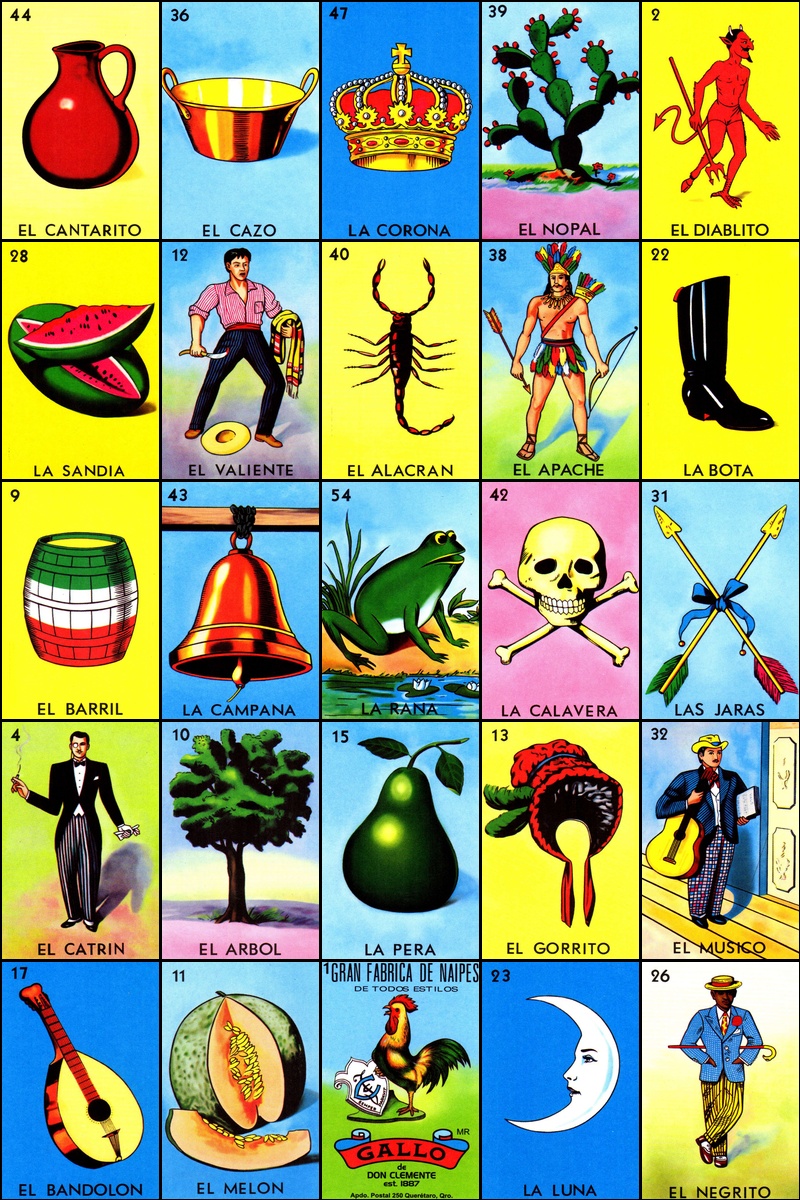 44
EL CANTARITO
36
EL CAZO
47
LA CORONA
39
EL NOPAL
2
EL DIABLITO
28
LA SANDIA
12
EL VALIENTE
40
EL ALACRAN
38
EL APACHE
22
LA BOTA
9
EL BARRIL
43
LA CAMPANA
54
LA RANA
42
LA CALAVERA
31
LAS JARAS
4
EL CATRIN
10
EL ARBOL
15
LA PERA
13
EL GORRITO
32
EL MUSICO
17
EL BANDOLON
11
EL MELON
1 GRAN FABRICA DE NAIPES
DE TODOS ESTILOS
MR
GALLO
de
DON CLEMENTE
est. 1887
Apdo. Postal 250 Querétaro, Qro.
23
LA LUNA
26
EL NEGRITO